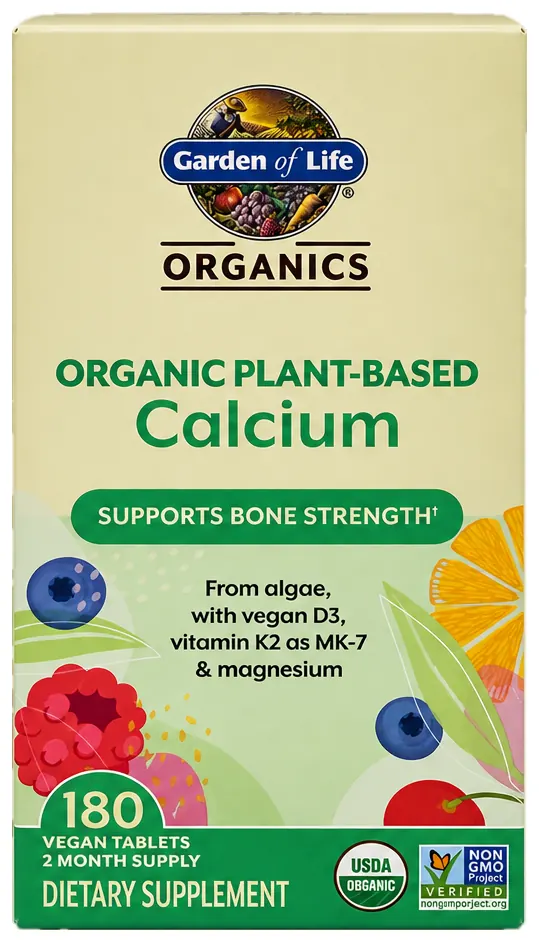 Garden of Life
®
ORGANICS
ORGANIC PLANT-BASED
Calcium
SUPPORTS BONE STRENGTH†
From algae,
with vegan D3,
vitamin K2 as MK-7
& magnesium
180
VEGAN TABLETS
2 MONTH SUPPLY
DIETARY SUPPLEMENT
USDA
ORGANIC
NON
GMO
Project
VERIFIED
nongmporject.org